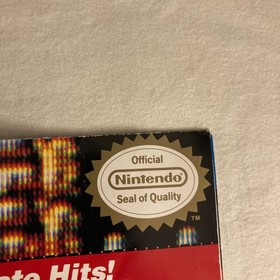 Official
Nintendo®
Seal of Quality
TM
Hits!